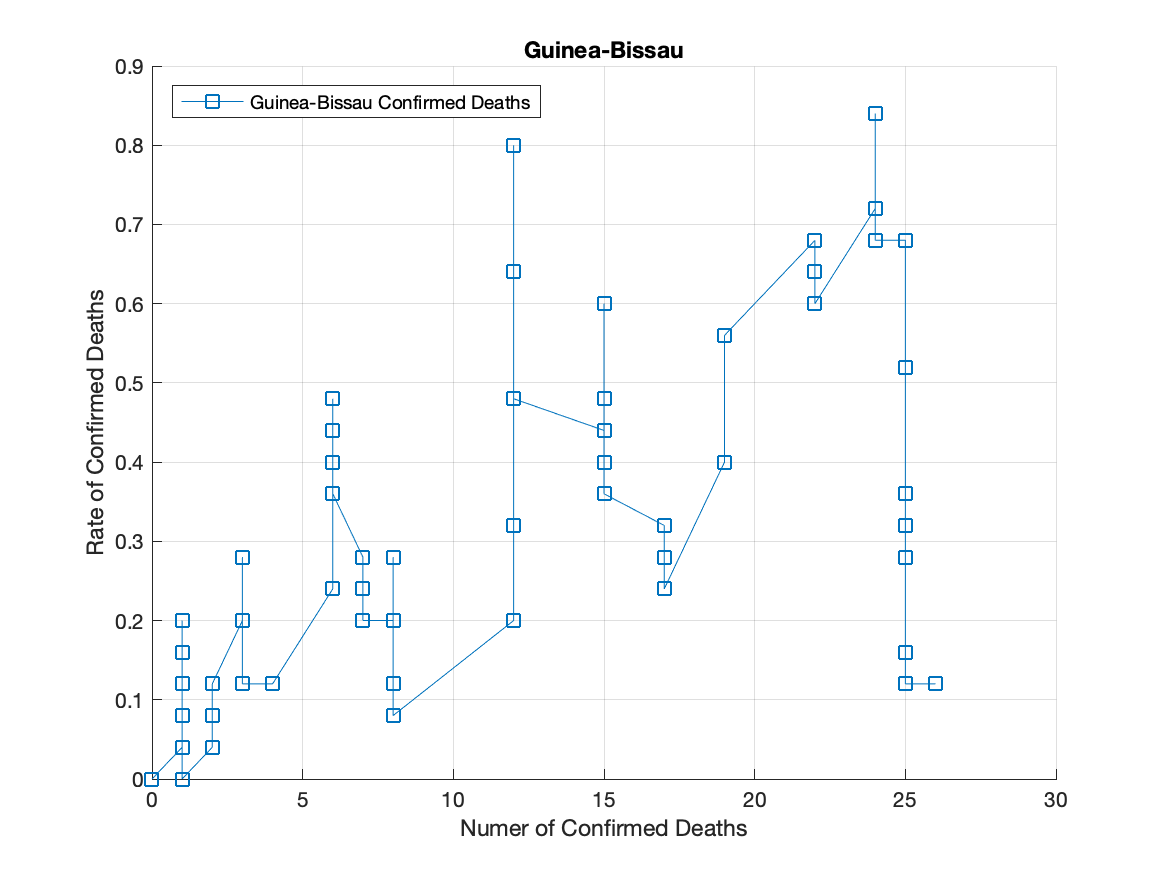 Guinea-Bissau
Guinea-Bissau Confirmed Deaths
Rate of Confirmed Deaths
0.9
0.8
0.7
0.6
0.5
0.4
0.3
0.2
0.1
0
0 5 10 15 20 25 30
Numer of Confirmed Deaths